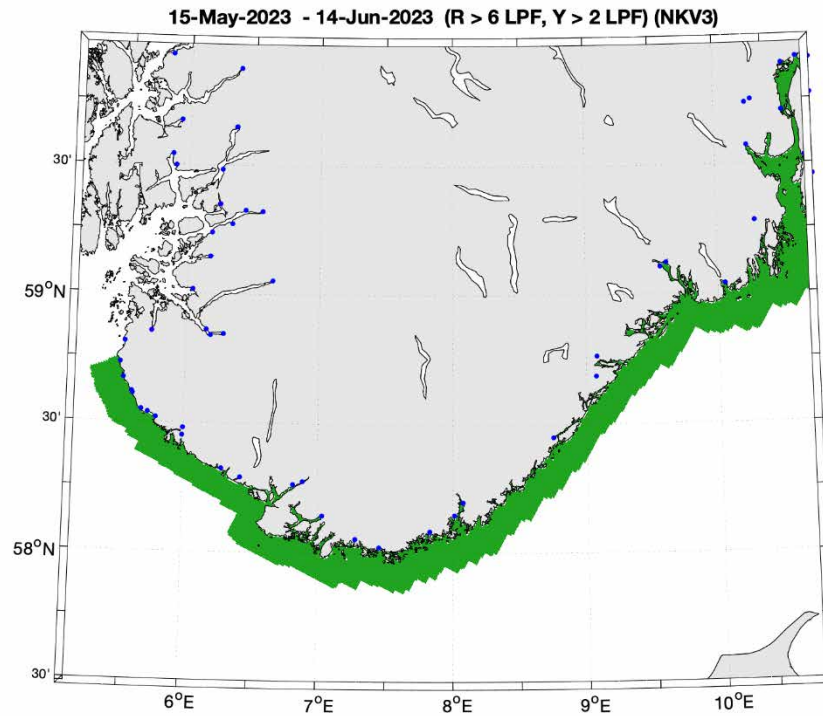 15-May-2023 - 14-Jun-2023 (R > 6 LPF, Y > 2 LPF) (NKV3)
30'
59°N
30'
58°N
30'
6°E 7°E 8°E 9°E 10°E